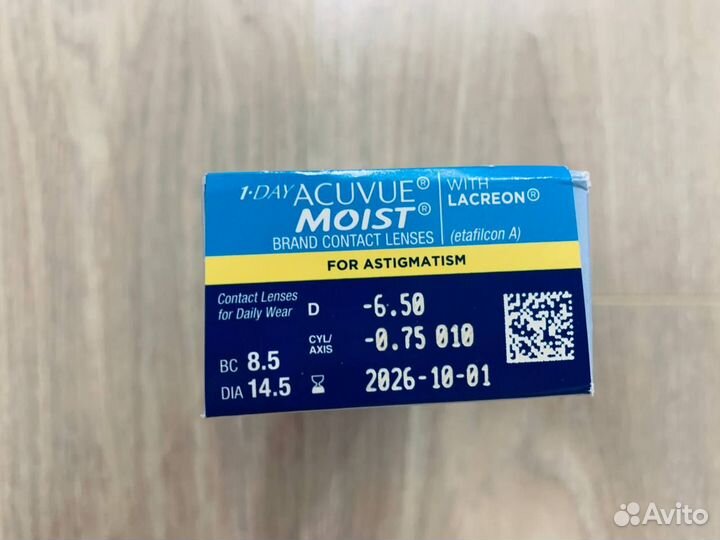 1·DAY ACUVUE® MOIST®
BRAND CONTACT LENSES
WITH
LACREON®
(etafilcon A)
FOR ASTIGMATISM
Contact Lenses
for Daily Wear
D -6.50
CYL/
AXIS -0.75 010
BC 8.5
DIA 14.5
2026-10-01
Avito